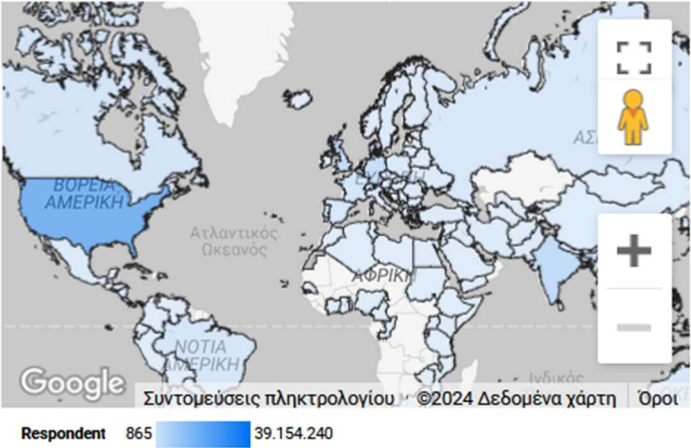 ΒΟΡΕΙΑ
ΑΜΕΡΙΚΗ
Ατλαντικός
Ωκεανός
ΑΦΡΙΚΗ
ΝΟΤΙΑ
ΑΜΕΡΙΚΗ
Ινδικός
Google
Συντομεύσεις πληκτρολογίου
©2024 Δεδομένα χάρτη
Όροι
Respondent 865 39.154.240